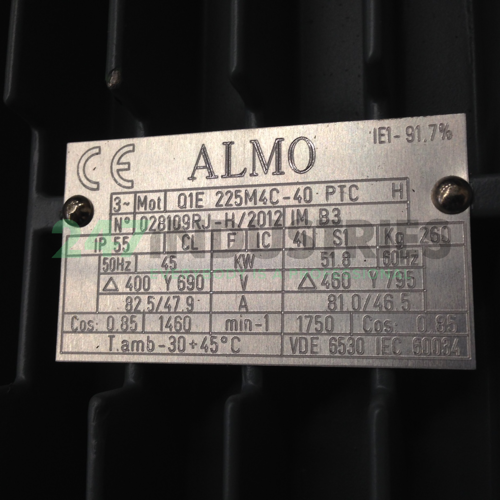 IE1-91.7%
CE ALMO
3~ Mot Q1E 225M4C-40 PTC H
N° 028109RJ-H/2012 IM B3
IP 55 CL F IC 41 S1 Kg 260
50Hz 45 KW 51.8 60Hz
△ 400 Y 690 V △ 460 Y 795
82.5/47.9 A 81.0/46.5
Cos: 0.85 1460 min-1 1750 Cos: 0.85
T.amb-30+45°C VDE 6530 IEC 60034